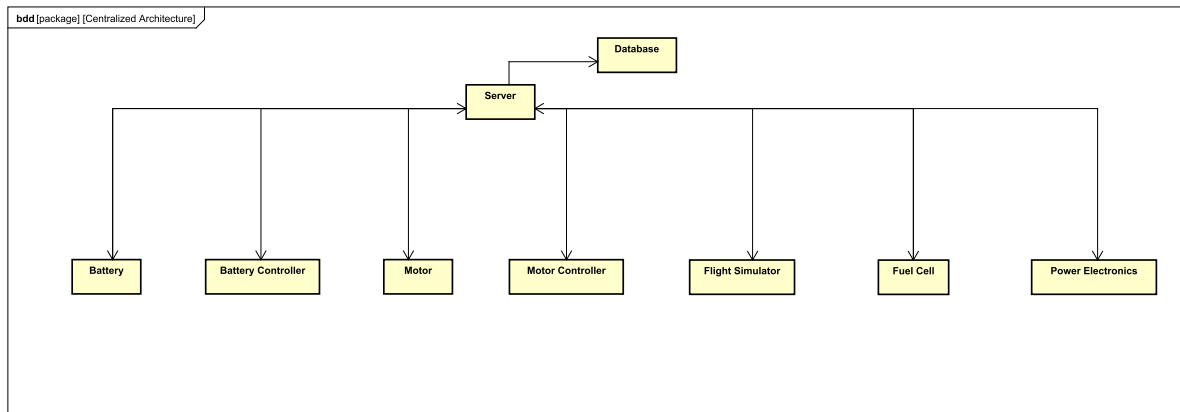 bdd [package] [Centralized Architecture]
Database
Server
Battery
Battery Controller
Motor
Motor Controller
Flight Simulator
Fuel Cell
Power Electronics